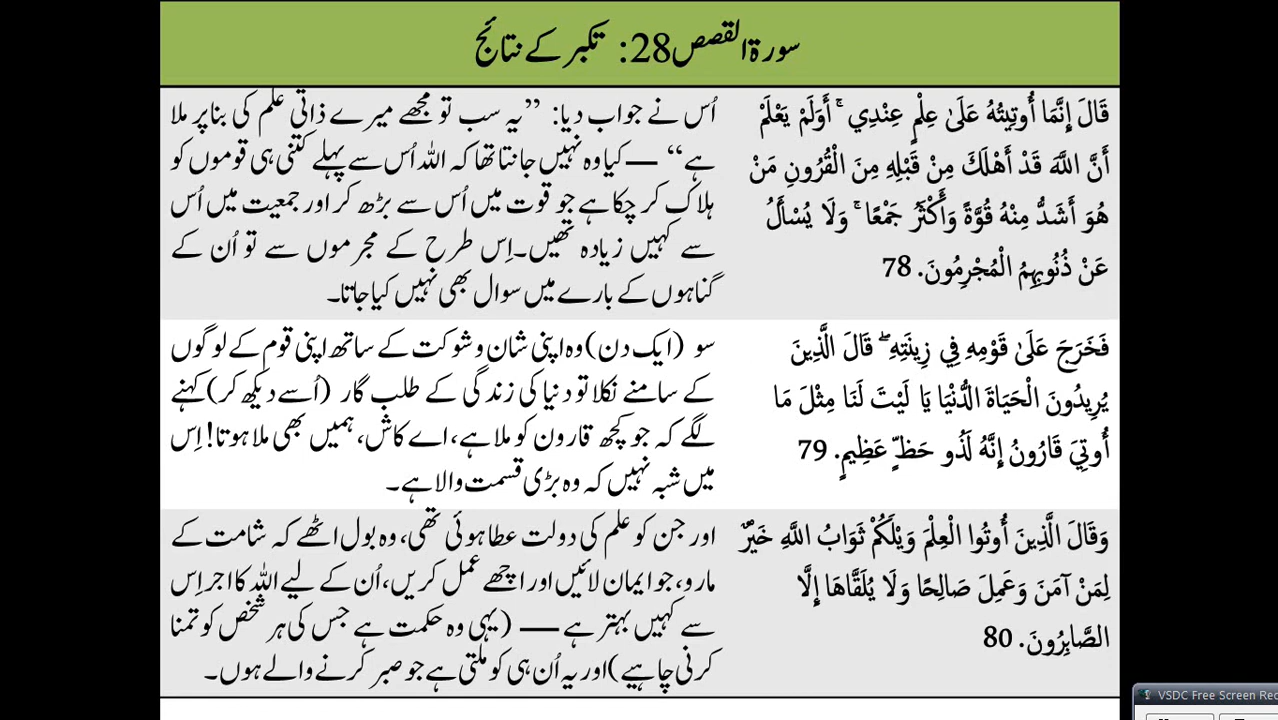 سورۃ القصص 28: تکبر کے نتائج
قَالَ إِنَّمَا أُوتِيتُهُ عَلَىٰ عِلْمٍ عِنْدِي ۚ أَوَلَمْ يَعْلَمْ
أَنَّ اللَّهَ قَدْ أَهْلَكَ مِنْ قَبْلِهِ مِنَ الْقُرُونِ مَنْ
هُوَ أَشَدُّ مِنْهُ قُوَّةً وَأَكْثَرُ جَمْعًا ۚ وَلَا يُسْأَلُ
عَنْ ذُنُوبِهِمُ الْمُجْرِمُونَ. 78
اُس نے جواب دیا: ’’یہ سب تو مجھے میرے ذاتی علم کی بنا پر ملا
ہے‘‘ — کیا وہ نہیں جانتا تھا کہ اللہ اُس سے پہلے کتنی ہی قوموں کو
ہلاک کر چکا ہے جو قوت میں اُس سے بڑھ کر اور جمعیت میں اُس
سے کہیں زیادہ تھیں۔ اِس طرح کے مجرموں سے تو اُن کے
گناہوں کے بارے میں سوال بھی نہیں کیا جاتا۔
فَخَرَجَ عَلَىٰ قَوْمِهِ فِي زِينَتِهِ ۖ قَالَ الَّذِينَ
يُرِيدُونَ الْحَيَاةَ الدُّنْيَا يَا لَيْتَ لَنَا مِثْلَ مَا
أُوتِيَ قَارُونُ إِنَّهُ لَذُو حَظٍّ عَظِيمٍ. 79
سو (ایک دن) وہ اپنی شان و شوکت کے ساتھ اپنی قوم کے لوگوں
کے سامنے نکلا تو دنیا کی زندگی کے طلب گار (اُسے دیکھ کر) کہنے
لگے کہ جو کچھ قارون کو ملا ہے، اے کاش، ہمیں بھی ملا ہوتا! اِس
میں شبہ نہیں کہ وہ بڑی قسمت والا ہے۔
وَقَالَ الَّذِينَ أُوتُوا الْعِلْمَ وَيْلَكُمْ ثَوَابُ اللَّهِ خَيْرٌ
لِمَنْ آمَنَ وَعَمِلَ صَالِحًا وَلَا يُلَقَّاهَا إِلَّا
الصَّابِرُونَ. 80
اور جن کو علم کی دولت عطا ہوئی تھی، وہ بول اٹھے کہ شامت کے
مارو، جو ایمان لائیں اور اچھے عمل کریں، اُن کے لیے اللہ کا اجر اِس
سے کہیں بہتر ہے — (یہی وہ حکمت ہے جس کی ہر شخص کو تمنا
کرنی چاہیے) اور یہ اُن ہی کو ملتی ہے جو صبر کرنے والے ہوں۔
VSDC Free Screen Rec